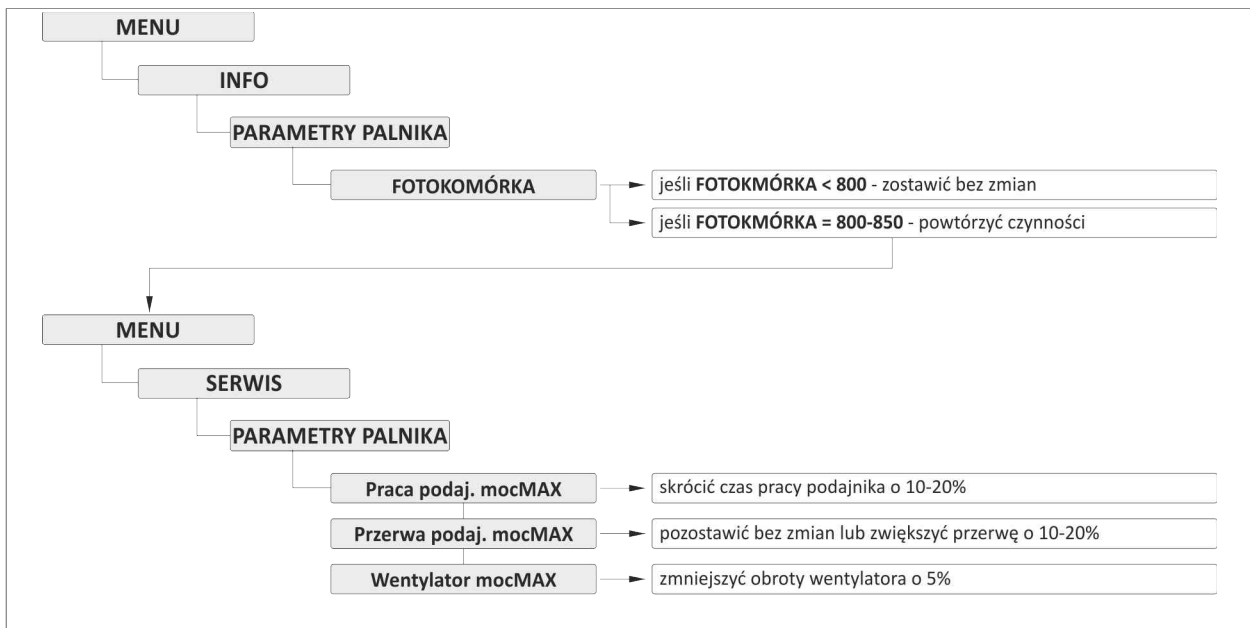 MENU
INFO
PARAMETRY PALNIKA
FOTOKOMÓRKA
jeśli FOTOKMÓRKA < 800 - zostawić bez zmian
jeśli FOTOKMÓRKA = 800-850 - powtórzyć czynności
MENU
SERWIS
PARAMETRY PALNIKA
Praca podaj. mocMAX
skrócić czas pracy podajnika o 10-20%
Przerwa podaj. mocMAX
pozostawić bez zmian lub zwiększyć przerwę o 10-20%
Wentylator mocMAX
zmniejszyć obroty wentylatora o 5%